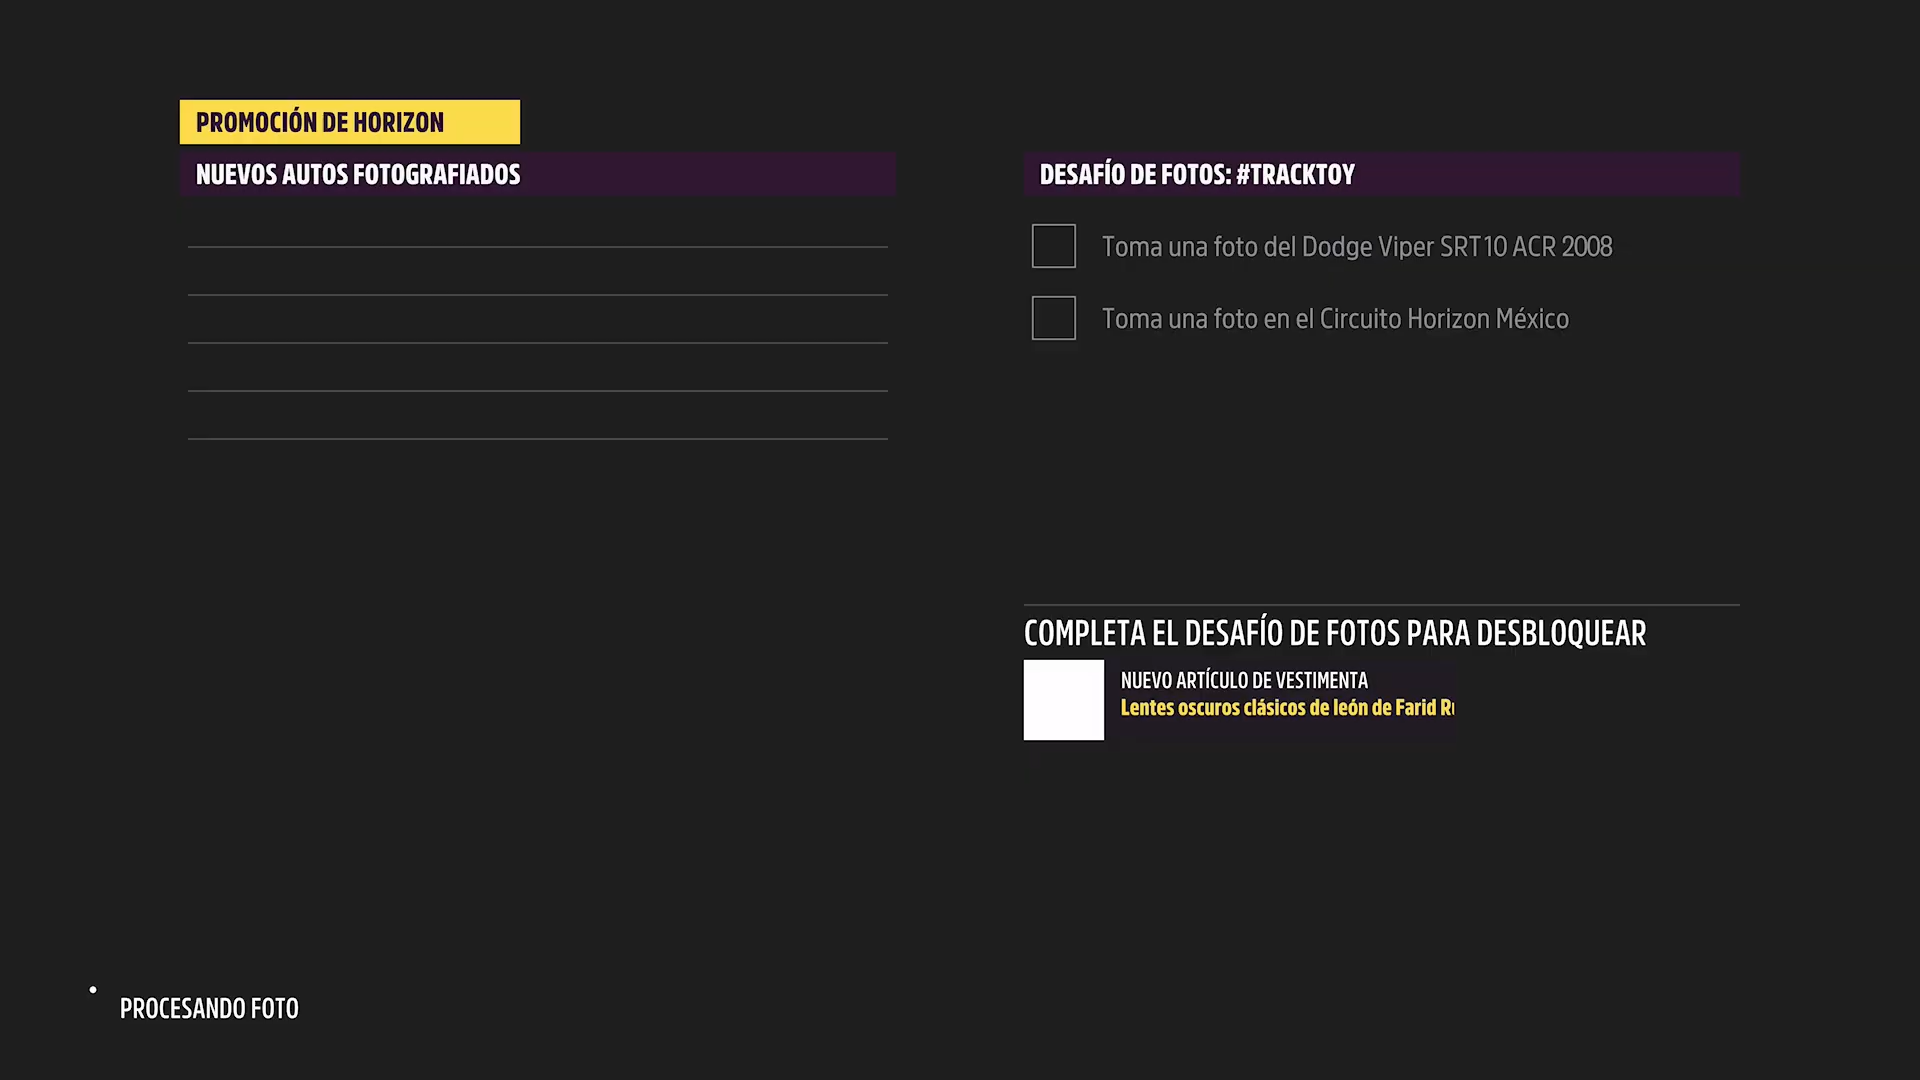 PROMOCIÓN DE HORIZON
NUEVOS AUTOS FOTOGRAFIADOS
DESAFÍO DE FOTOS: #TRACKTOY
Toma una foto del Dodge Viper SRT10 ACR 2008
Toma una foto en el Circuito Horizon México
COMPLETA EL DESAFÍO DE FOTOS PARA DESBLOQUEAR
NUEVO ARTÍCULO DE VESTIMENTA
Lentes oscuros clásicos de león de Farid
PROCESANDO FOTO